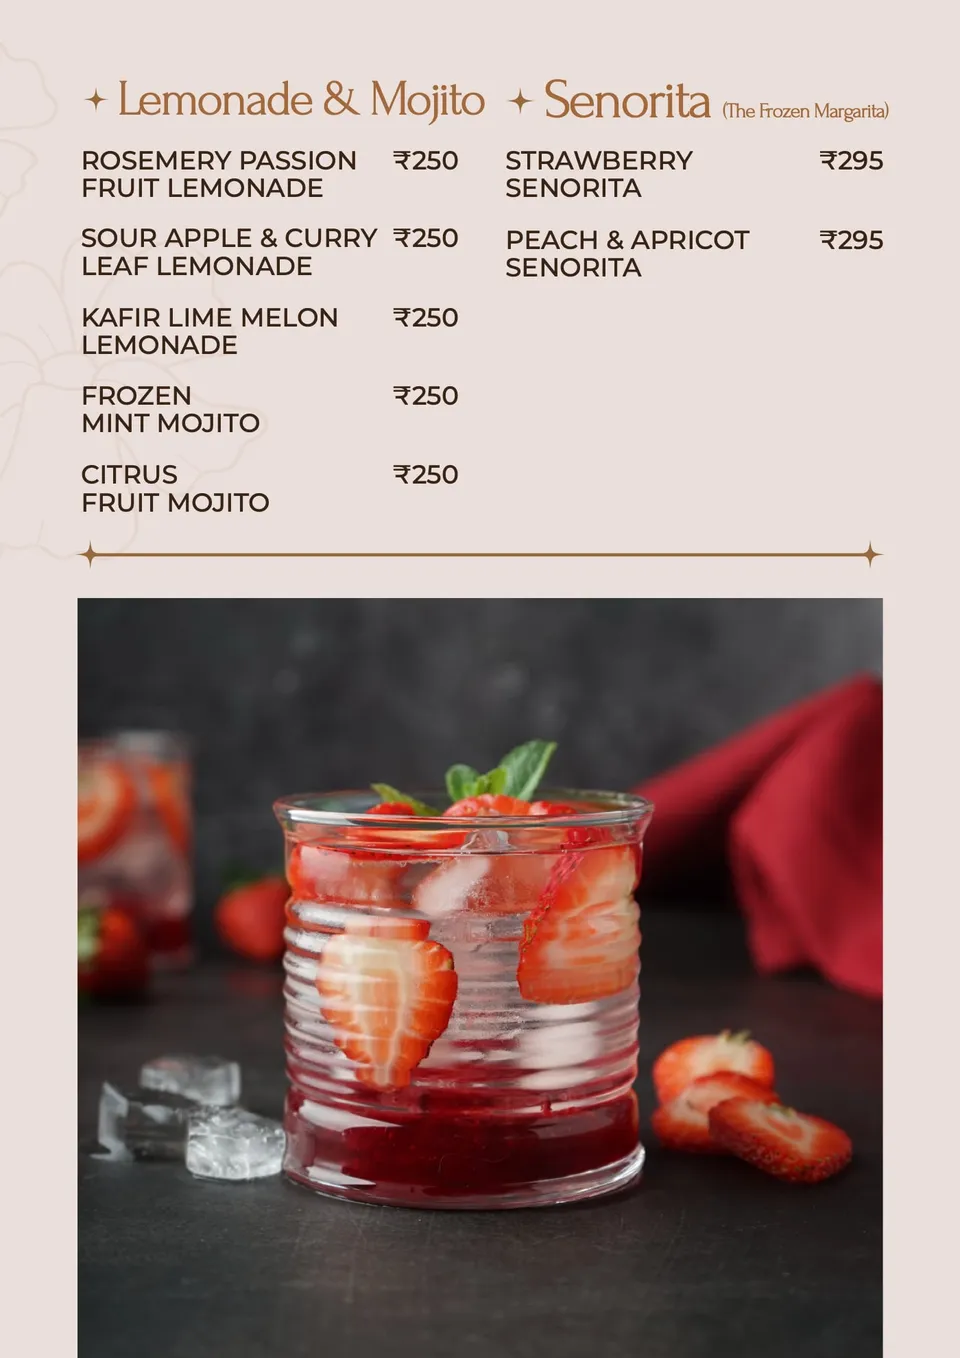 Lemonade & Mojito
ROSEMERY PASSION ₹250
FRUIT LEMONADE
SOUR APPLE & CURRY ₹250
LEAF LEMONADE
KAFIR LIME MELON ₹250
LEMONADE
FROZEN ₹250
MINT MOJITO
CITRUS ₹250
FRUIT MOJITO
Senorita (The Frozen Margarita)
STRAWBERRY ₹295
SENORITA
PEACH & APRICOT ₹295
SENORITA